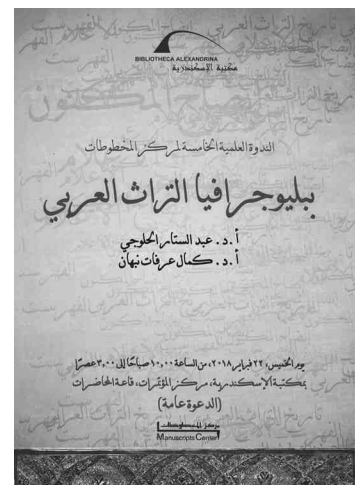 BIBLIOTHECA ALEXANDRINA
مكتبة الإسكندرية
الندوة العلمية الخامسة لمركز المخطوطات
ببليوجرافيا التراث العربي
أ.د. عبد الستار الحلوجي
أ.د. كمال عرفات نبهان
يوم الخميس، ٢٢ فبراير ٢٠١٨، من الساعة ١٠,٠٠ صباحًا إلى ٣,٠٠ عصرًا
بمكتبة الإسكندرية، مركز المؤتمرات، قاعة المحاضرات
(الدعوة عامة)
مركز المخطوطات
Manuscripts Center